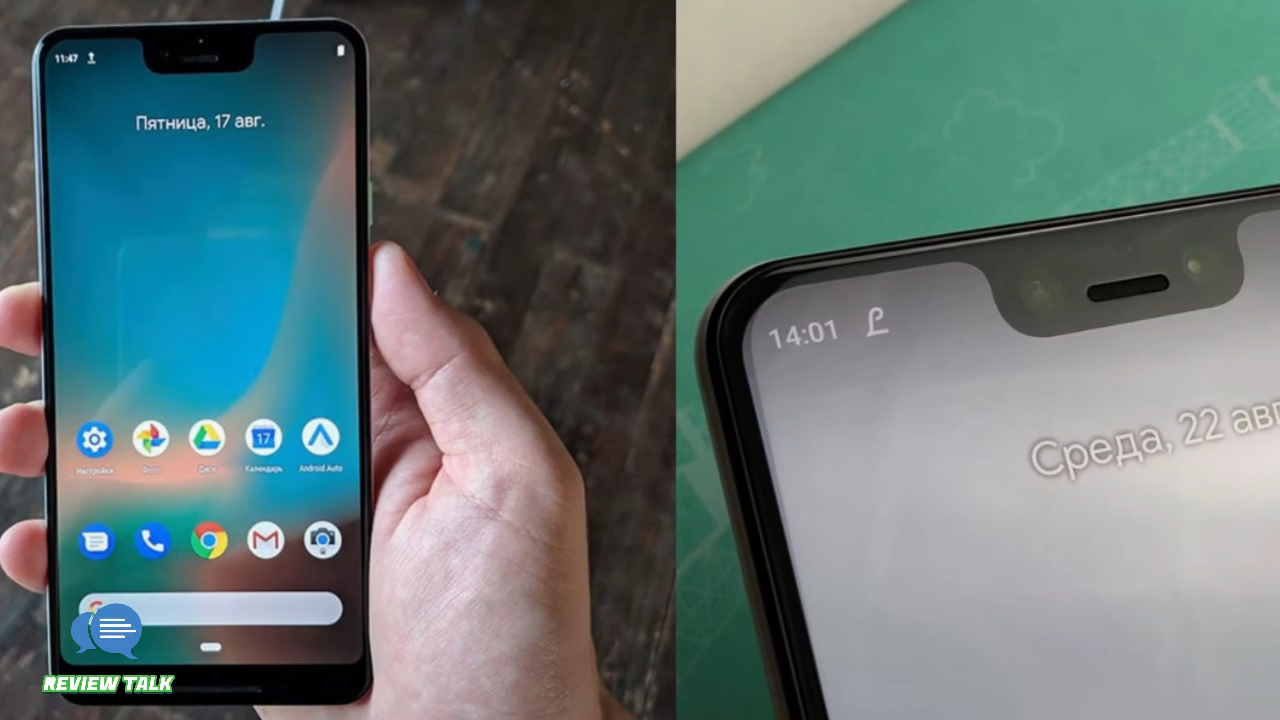 11:47
Пятница, 17 авг.
Настройки
Фото
Диск
17
Календарь
Android Auto
REVIEW TALK
14:01
Среда, 22 авг